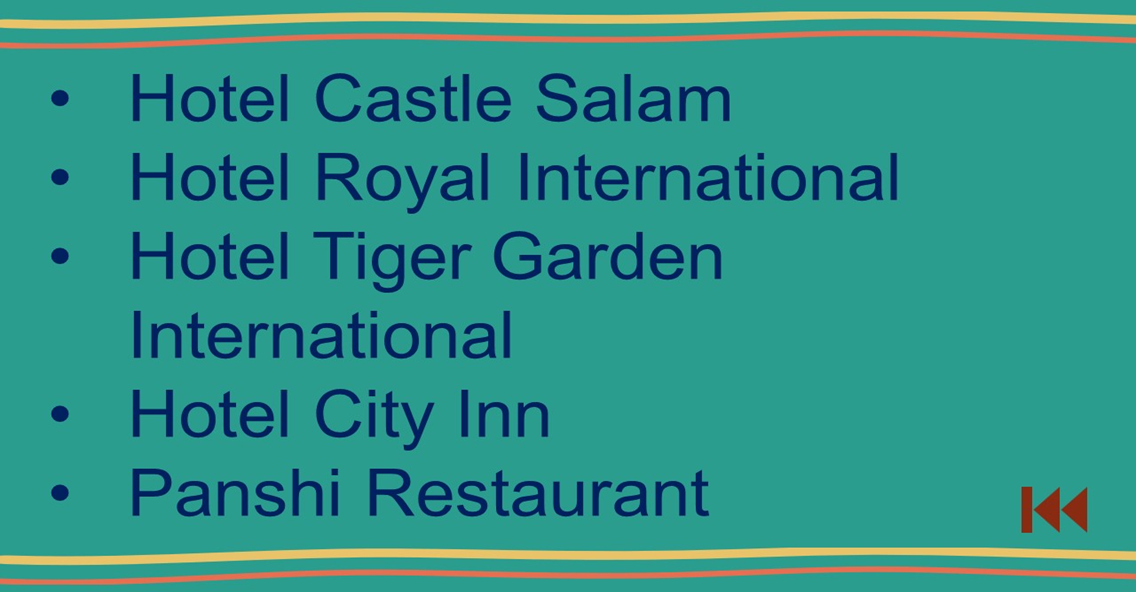 • Hotel Castle Salam
• Hotel Royal International
• Hotel Tiger Garden
International
• Hotel City Inn
• Panshi Restaurant